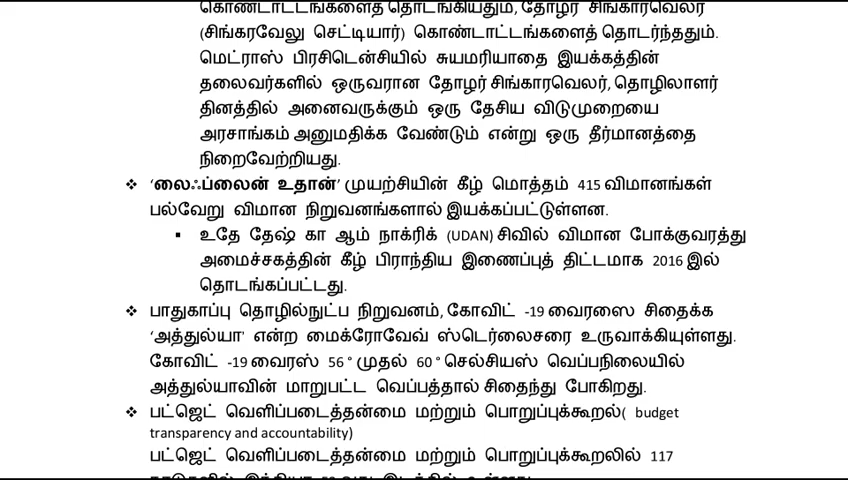 கொண்டாட்டங்களைத் தொடங்கியதும், தோழர் சிங்காரவேலர்
(சிங்கரவேலு செட்டியார்) கொண்டாட்டங்களைத் தொடர்ந்ததும்.
மெட்ராஸ் பிரசிடென்சியில் சுயமரியாதை இயக்கத்தின்
தலைவர்களில் ஒருவரான தோழர் சிங்காரவெலர், தொழிலாளர்
தினத்தில் அனைவருக்கும் ஒரு தேசிய விடுமுறையை
அரசாங்கம் அனுமதிக்க வேண்டும் என்று ஒரு தீர்மானத்தை
நிறைவேற்றியது.
❖ ‘லைஃப்லைன் உதான்’ முயற்சியின் கீழ் மொத்தம் 415 விமானங்கள்
பல்வேறு விமான நிறுவனங்களால் இயக்கப்பட்டுள்ளன.
▪ உதே தேஷ் கா ஆம் நாக்ரிக் (UDAN) சிவில் விமான போக்குவரத்து
அமைச்சகத்தின் கீழ் பிராந்திய இணைப்புத் திட்டமாக 2016 இல்
தொடங்கப்பட்டது.
❖ பாதுகாப்பு தொழில்நுட்ப நிறுவனம், கோவிட் -19 வைரஸை சிதைக்க
‘அத்துல்யா' என்ற மைக்ரோவேவ் ஸ்டெர்லைசரை உருவாக்கியுள்ளது.
கோவிட் -19 வைரஸ் 56 ° முதல் 60 ° செல்சியஸ் வெப்பநிலையில்
அத்துல்யாவின் மாறுபட்ட வெப்பத்தால் சிதைந்து போகிறது.
❖ பட்ஜெட் வெளிப்படைத்தன்மை மற்றும் பொறுப்புக்கூறல்( budget
transparency and accountability)
பட்ஜெட் வெளிப்படைத்தன்மை மற்றும் பொறுப்புக்கூறலில் 117